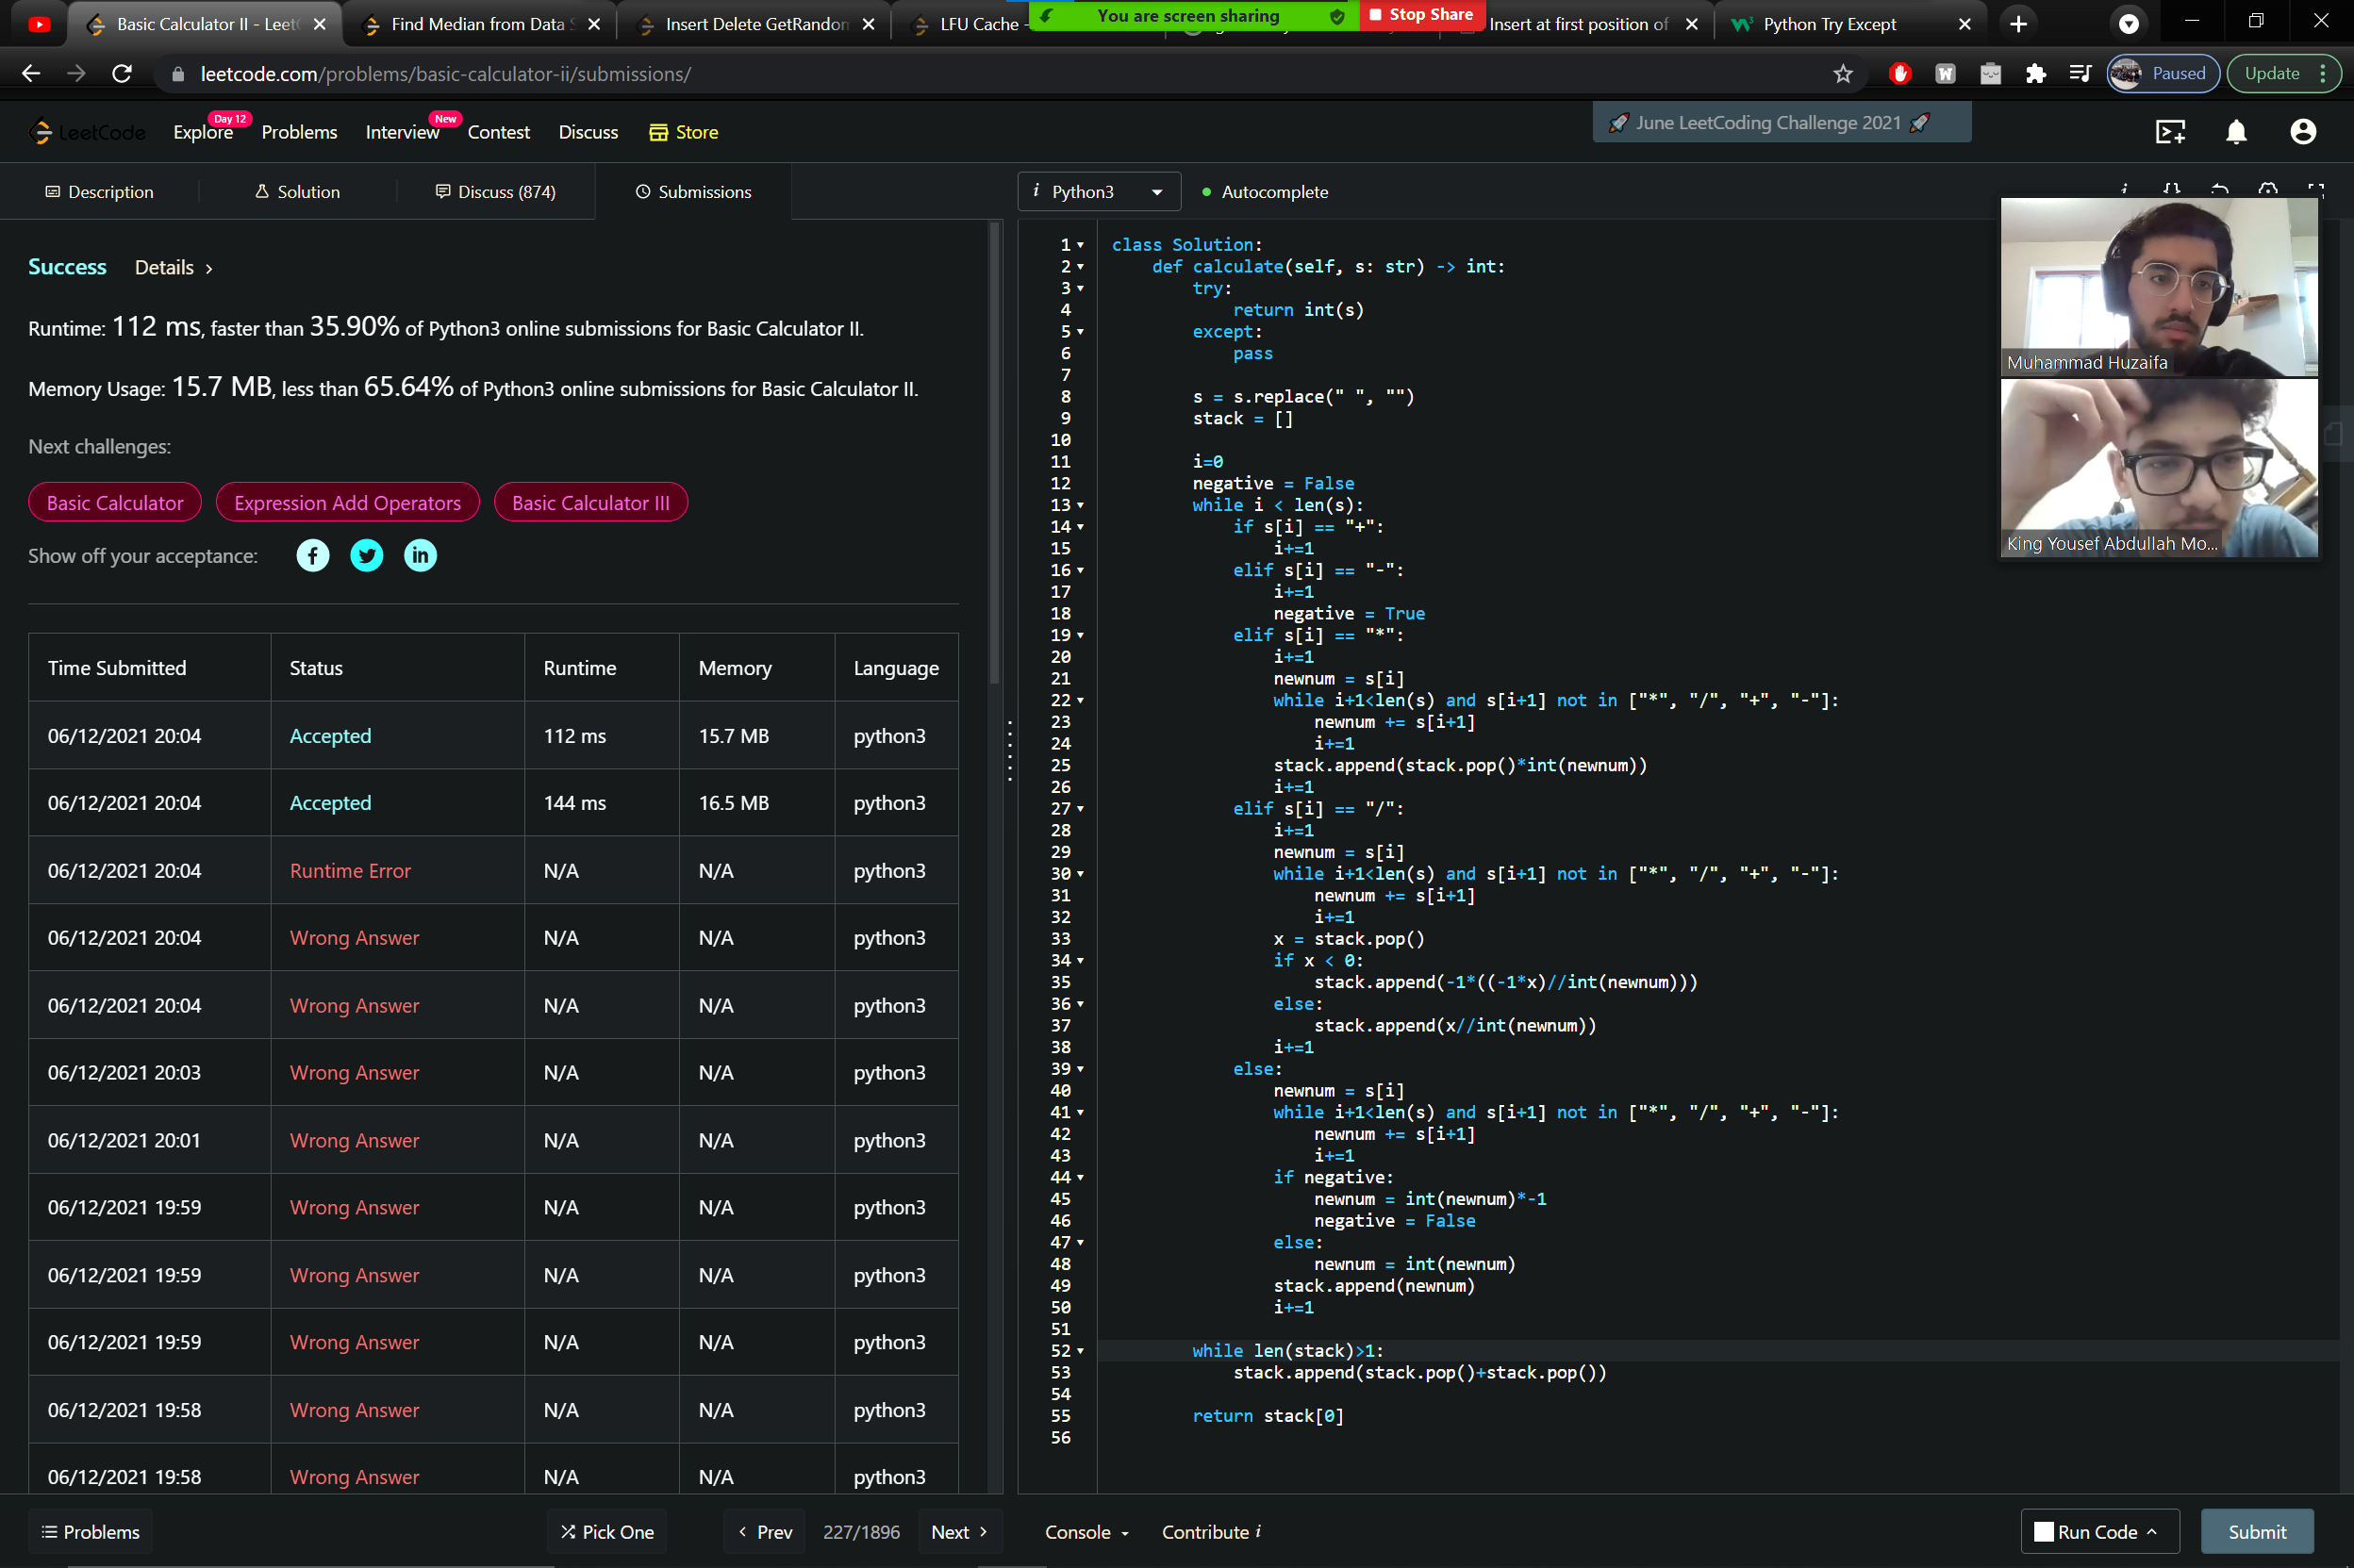 Basic Calculator II - Leet
Find Median from Data S
Insert Delete GetRandom
LFU Cache -
You are screen sharing
Stop Share
Insert at first position of
Python Try Except
leetcode.com/problems/basic-calculator-ii/submissions/
Paused
Update
LeetCode
Explore
Day 12
Problems
Interview
New
Contest
Discuss
Store
🚀 June LeetCoding Challenge 2021 🚀
Description
Solution
Discuss (874)
Submissions
i Python3
Autocomplete
Success
Details >
Runtime: 112 ms, faster than 35.90% of Python3 online submissions for Basic Calculator II.
Memory Usage: 15.7 MB, less than 65.64% of Python3 online submissions for Basic Calculator II.
Next challenges:
Basic Calculator
Expression Add Operators
Basic Calculator III
Show off your acceptance:
Time Submitted Status Runtime Memory Language
06/12/2021 20:04 Accepted 112 ms 15.7 MB python3
06/12/2021 20:04 Accepted 144 ms 16.5 MB python3
06/12/2021 20:04 Runtime Error N/A N/A python3
06/12/2021 20:04 Wrong Answer N/A N/A python3
06/12/2021 20:04 Wrong Answer N/A N/A python3
06/12/2021 20:03 Wrong Answer N/A N/A python3
06/12/2021 20:01 Wrong Answer N/A N/A python3
06/12/2021 19:59 Wrong Answer N/A N/A python3
06/12/2021 19:59 Wrong Answer N/A N/A python3
06/12/2021 19:59 Wrong Answer N/A N/A python3
06/12/2021 19:58 Wrong Answer N/A N/A python3
06/12/2021 19:58 Wrong Answer N/A N/A python3
1 class Solution:
2     def calculate(self, s: str) -> int:
3         try:
4             return int(s)
5         except:
6             pass
7
8         s = s.replace(" ", "")
9         stack = []
10
11         i=0
12         negative = False
13         while i < len(s):
14             if s[i] == "+":
15                 i+=1
16             elif s[i] == "-":
17                 i+=1
18                 negative = True
19             elif s[i] == "*":
20                 i+=1
21                 newnum = s[i]
22                 while i+1<len(s) and s[i+1] not in ["*", "/", "+", "-"]:
23                     newnum += s[i+1]
24                     i+=1
25                 stack.append(stack.pop()*int(newnum))
26                 i+=1
27             elif s[i] == "/":
28                 i+=1
29                 newnum = s[i]
30                 while i+1<len(s) and s[i+1] not in ["*", "/", "+", "-"]:
31                     newnum += s[i+1]
32                     i+=1
33                 x = stack.pop()
34                 if x < 0:
35                     stack.append(-1*((-1*x)//int(newnum)))
36                 else:
37                     stack.append(x//int(newnum))
38                 i+=1
39             else:
40                 newnum = s[i]
41                 while i+1<len(s) and s[i+1] not in ["*", "/", "+", "-"]:
42                     newnum += s[i+1]
43                     i+=1
44                 if negative:
45                     newnum = int(newnum)*-1
46                     negative = False
47                 else:
48                     newnum = int(newnum)
49                 stack.append(newnum)
50                 i+=1
51
52         while len(stack)>1:
53             stack.append(stack.pop()+stack.pop())
54
55         return stack[0]
56
Muhammad Huzaifa
King Yousef Abdullah Mo...
Problems
Pick One
Prev
227/1896
Next
Console
Contribute i
Run Code
Submit